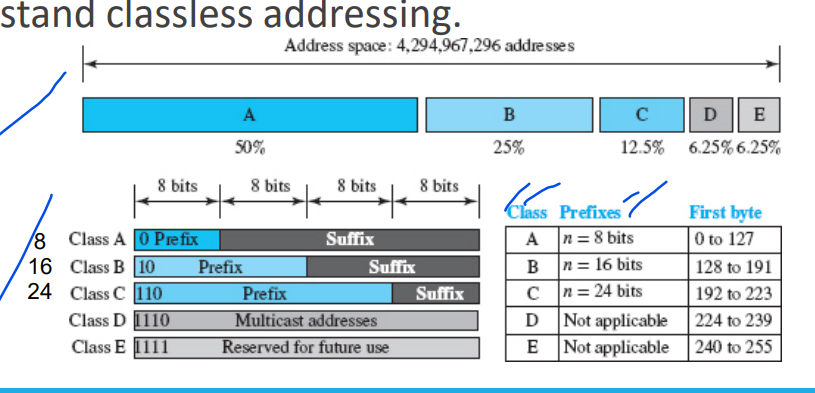 stand classless addressing.
Address space: 4,294,967,296 addresses
A B C D E
50% 25% 12.5% 6.25% 6.25%
8 bits 8 bits 8 bits 8 bits
8 Class A 0 Prefix Suffix
16 Class B 10 Prefix Suffix
24 Class C 110 Prefix Suffix
Class D 1110 Multicast addresses
Class E 1111 Reserved for future use
Class Prefixes First byte
A n = 8 bits 0 to 127
B n = 16 bits 128 to 191
C n = 24 bits 192 to 223
D Not applicable 224 to 239
E Not applicable 240 to 255